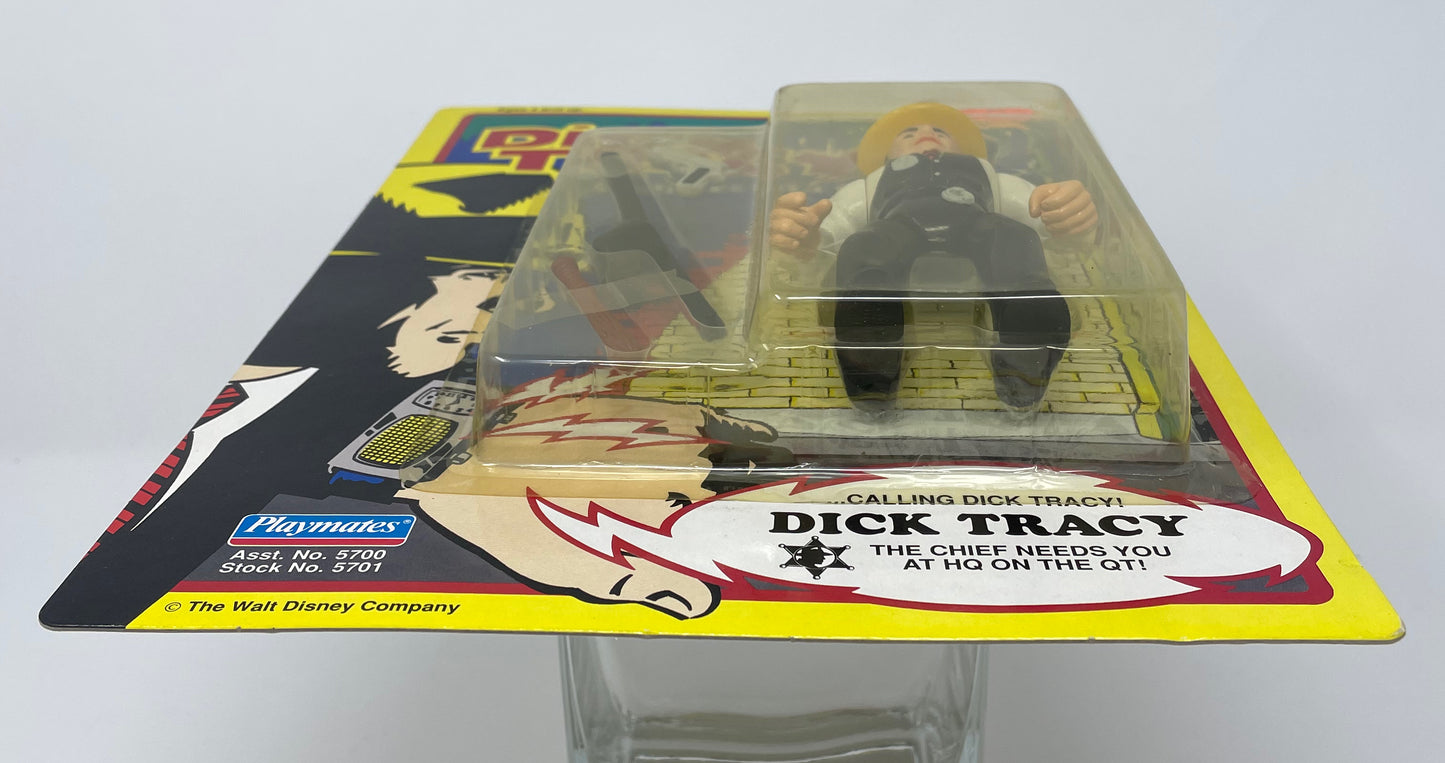 Di
T
...CALLING DICK TRACY!
DICK TRACY
THE CHIEF NEEDS YOU
AT HQ ON THE QT!
Playmates®
Asst. No. 5700
Stock No. 5701
© The Walt Disney Company